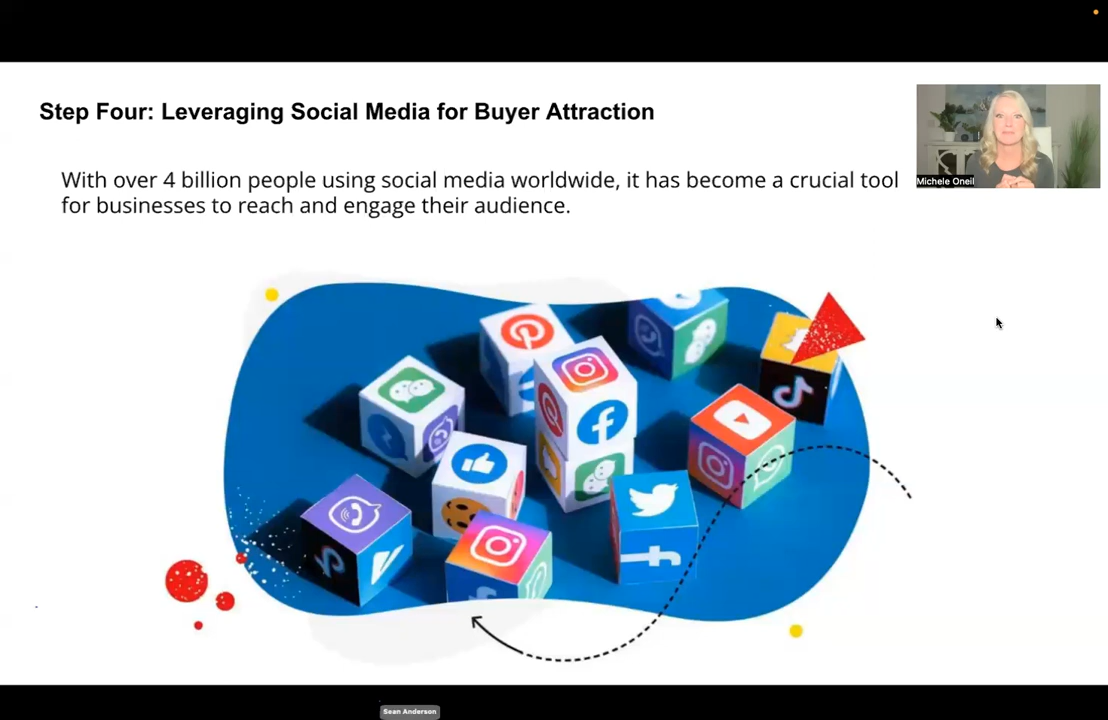 Step Four: Leveraging Social Media for Buyer Attraction
With over 4 billion people using social media worldwide, it has become a crucial tool
for businesses to reach and engage their audience.
Michele Oneil
Sean Anderson